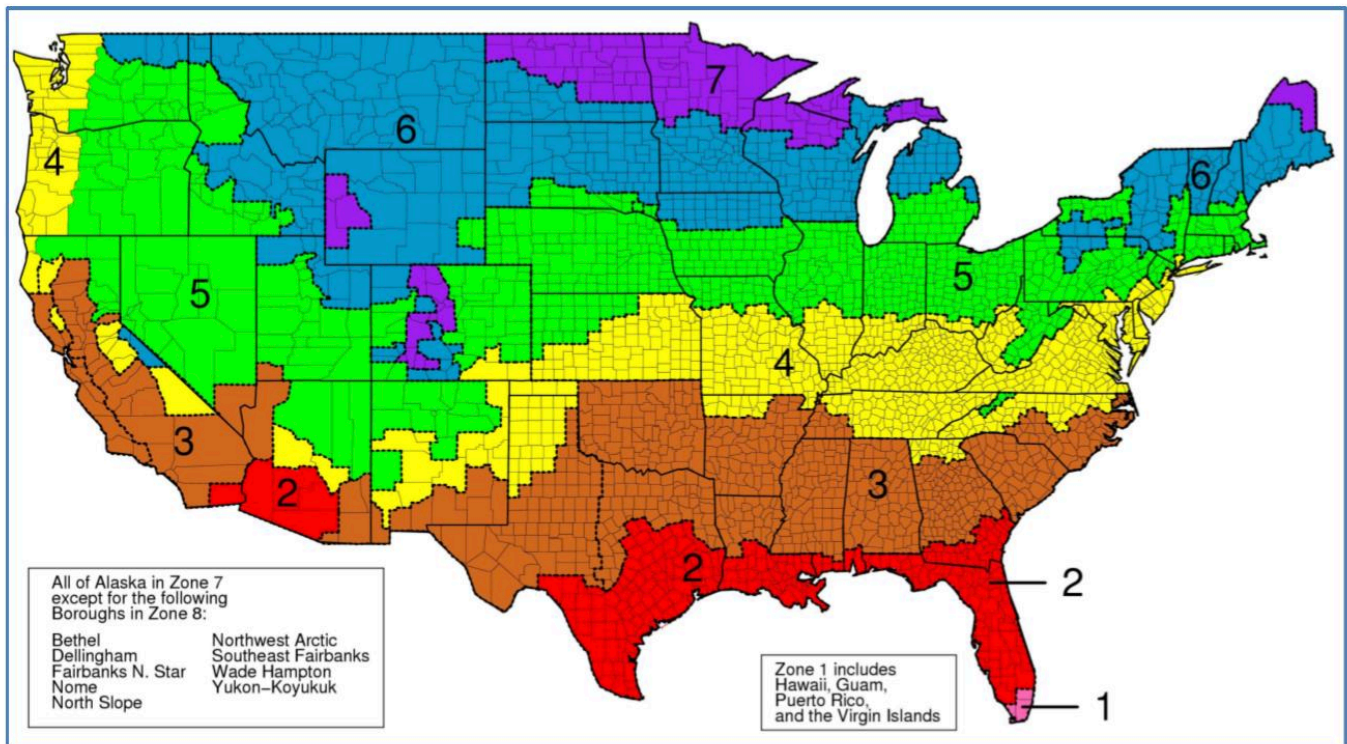 7
6
4
6
5
5
4
3
3
2
2
2
1
All of Alaska in Zone 7
except for the following
Boroughs in Zone 8:
Bethel
Dellingham
Fairbanks N. Star
Nome
North Slope
Northwest Arctic
Southeast Fairbanks
Wade Hampton
Yukon-Koyukuk
Zone 1 includes
Hawaii, Guam,
Puerto Rico,
and the Virgin Islands